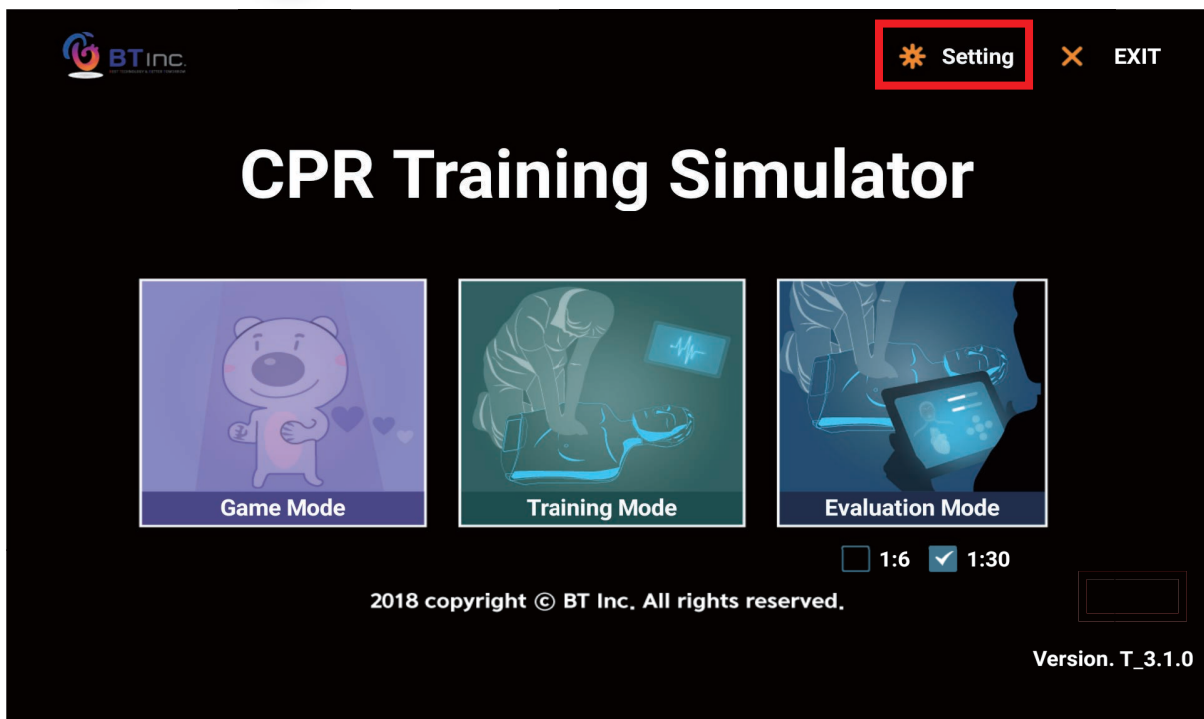 BT Inc.
Setting
EXIT
CPR Training Simulator
Game Mode
Training Mode
Evaluation Mode
1:6
1:30
2018 copyright © BT Inc. All rights reserved.
Version. T_3.1.0